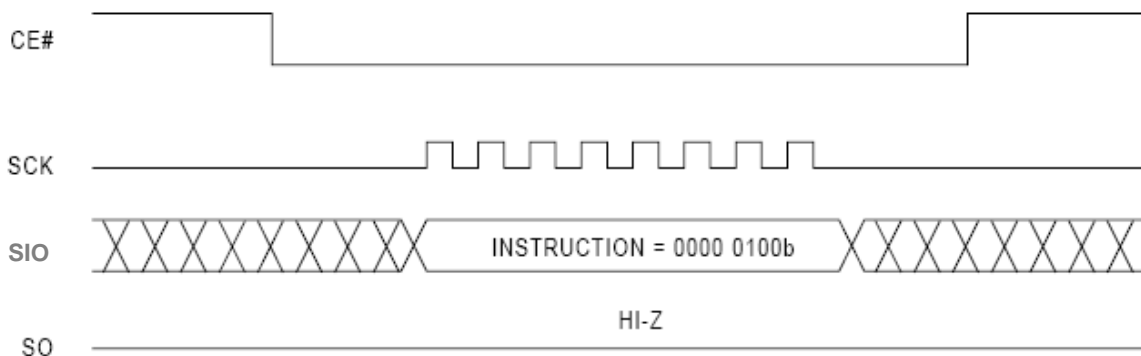 CE#
SCK
SIO
INSTRUCTION = 0000 0100b
HI-Z
SO